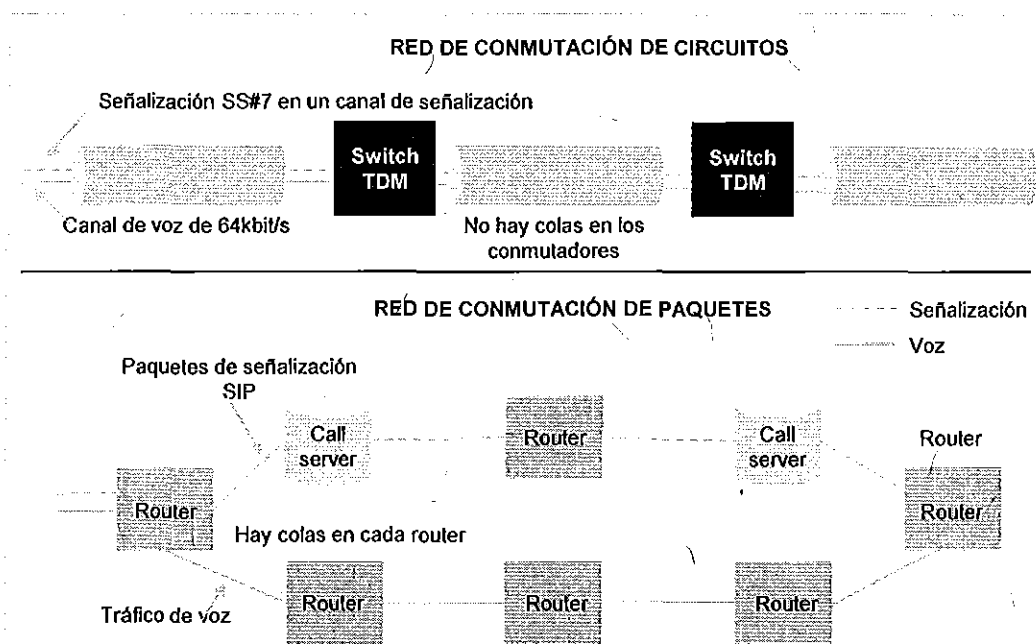 RED DE CONMUTACIÓN DE CIRCUITOS
Señalización SS#7 en un canal de señalización
Switch
TDM
Switch
TDM
Canal de voz de 64kbit/s
No hay colas en los
conmutadores
RED DE CONMUTACIÓN DE PAQUETES
Señalización
Voz
Paquetes de señalización
SIP
Call
server
Router
Call
server
Router
Router
Router
Hay colas en cada router
Tráfico de voz
Router
Router
Router